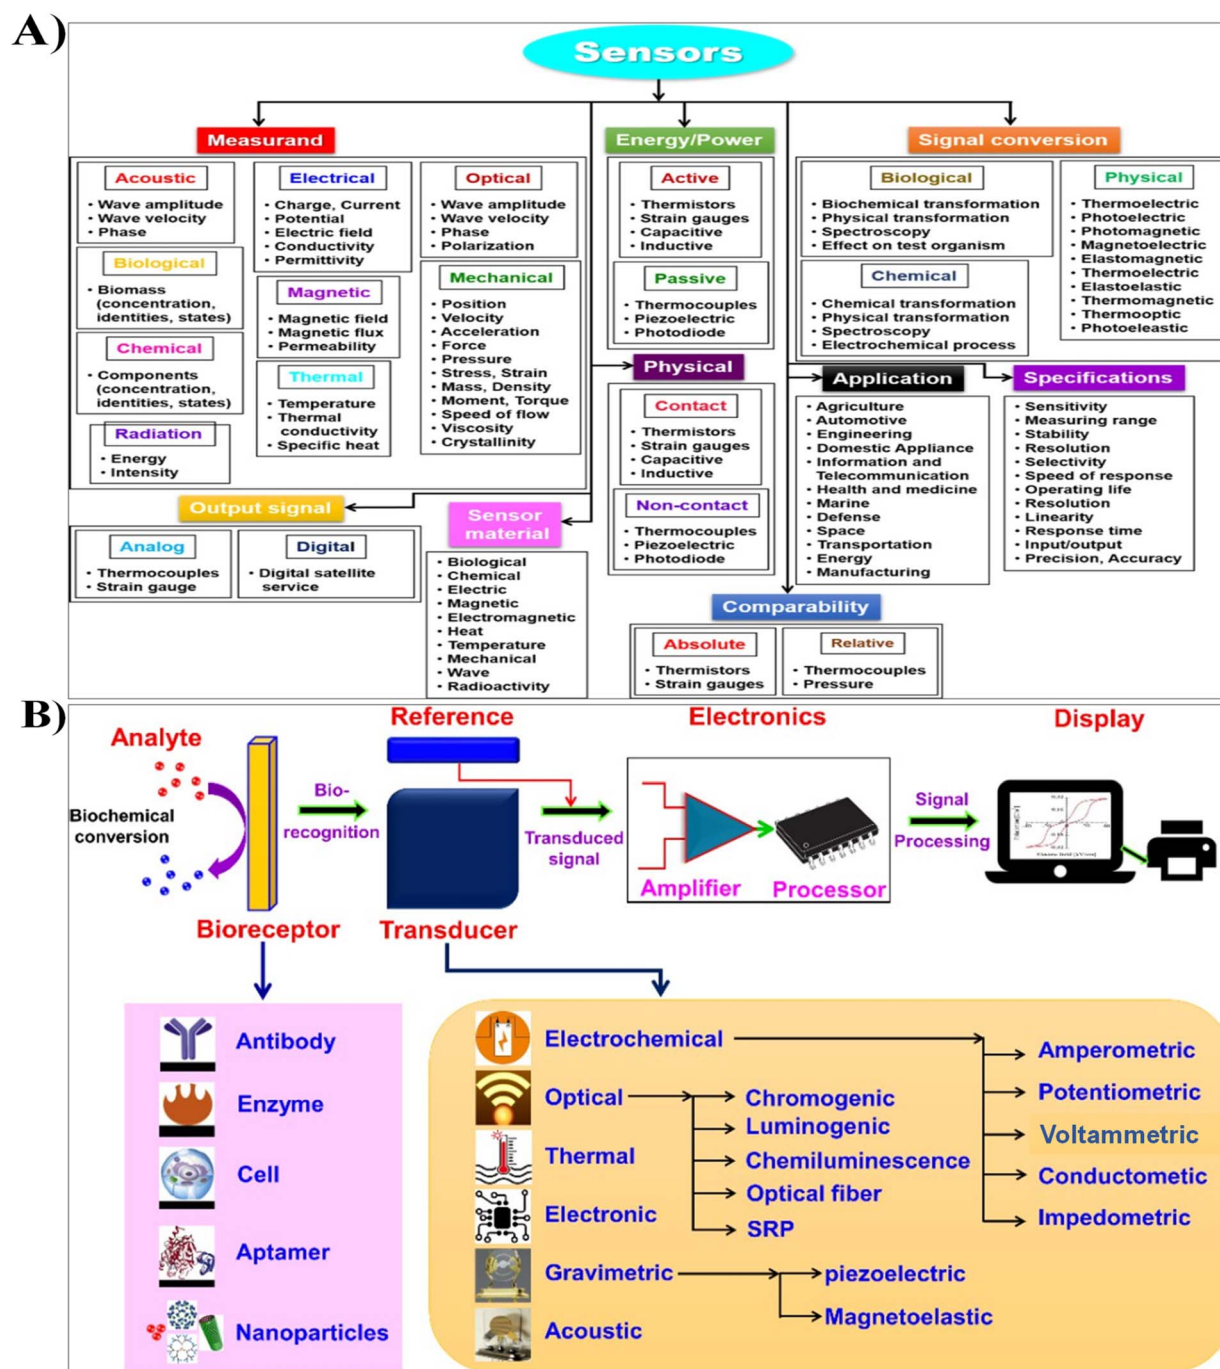 A)
Sensors
Measurand
Acoustic
• Wave amplitude
• Wave velocity
• Phase
Biological
• Biomass
(concentration,
identities, states)
Chemical
• Components
(concentration,
identities, states)
Radiation
• Energy
• Intensity
Electrical
• Charge, Current
• Potential
• Electric field
• Conductivity
• Permittivity
Magnetic
• Magnetic field
• Magnetic flux
• Permeability
Thermal
• Temperature
• Thermal
conductivity
• Specific heat
Optical
• Wave amplitude
• Wave velocity
• Phase
• Polarization
Mechanical
• Position
• Velocity
• Acceleration
• Force
• Pressure
• Stress, Strain
• Mass, Density
• Moment, Torque
• Speed of flow
• Viscosity
• Crystallinity
Energy/Power
Active
• Thermistors
• Strain gauges
• Capacitive
• Inductive
Passive
• Thermocouples
• Piezoelectric
• Photodiode
Signal conversion
Biological
• Biochemical transformation
• Physical transformation
• Spectroscopy
• Effect on test organism
Chemical
• Chemical transformation
• Physical transformation
• Spectroscopy
• Electrochemical process
Physical
• Thermoelectric
• Photoelectric
• Photomagnetic
• Magnetoelectric
• Elastomagnetic
• Thermoelectric
• Elastoelastic
• Thermomagnetic
• Thermooptic
• Photoeleastic
Physical
Contact
• Thermistors
• Strain gauges
• Capacitive
• Inductive
Non-contact
• Thermocouples
• Piezoelectric
• Photodiode
Application
• Agriculture
• Automotive
• Engineering
• Domestic Appliance
• Information and
Telecommunication
• Health and medicine
• Marine
• Defense
• Space
• Transportation
• Energy
• Manufacturing
Specifications
• Sensitivity
• Measuring range
• Stability
• Resolution
• Selectivity
• Speed of response
• Operating life
• Resolution
• Linearity
• Response time
• Input/output
• Precision, Accuracy
Output signal
Analog
• Thermocouples
• Strain gauge
Digital
• Digital satellite
service
Sensor
material
• Biological
• Chemical
• Electric
• Magnetic
• Electromagnetic
• Heat
• Temperature
• Mechanical
• Wave
• Radioactivity
Comparability
Absolute
• Thermistors
• Strain gauges
Relative
• Thermocouples
• Pressure
B)
Analyte
Biochemical
conversion
Bioreceptor
Bio-
recognition
Reference
Transducer
Transduced
signal
Electronics
Amplifier
Processor
Signal
Processing
Display
Antibody
Enzyme
Cell
Aptamer
Nanoparticles
Electrochemical
Optical
Thermal
Electronic
Gravimetric
Acoustic
Chromogenic
Luminogenic
Chemiluminescence
Optical fiber
SRP
piezoelectric
Magnetoelastic
Amperometric
Potentiometric
Voltammetric
Conductometic
Impedometric